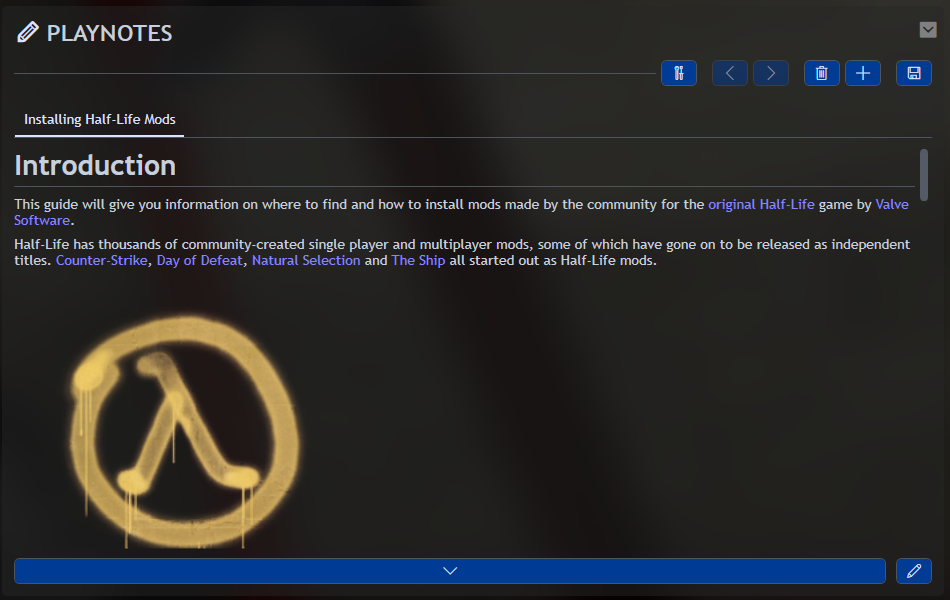 PLAYNOTES
Installing Half-Life Mods
Introduction
This guide will give you information on where to find and how to install mods made by the community for the original Half-Life game by Valve
Software.
Half-Life has thousands of community-created single player and multiplayer mods, some of which have gone on to be released as independent
titles. Counter-Strike, Day of Defeat, Natural Selection and The Ship all started out as Half-Life mods.